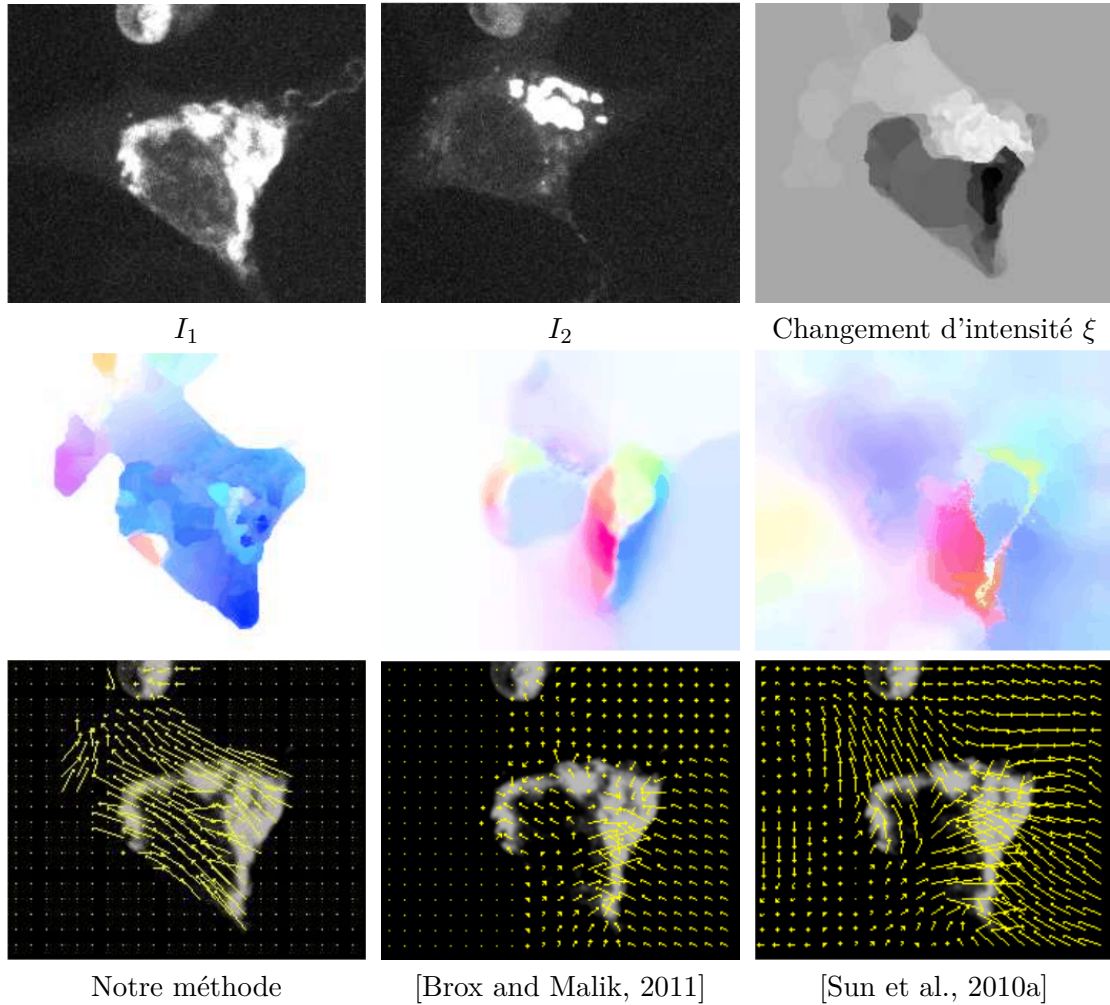 I₁ I₂ Changement d'intensité ξ
Notre méthode [Brox and Malik, 2011] [Sun et al., 2010a]